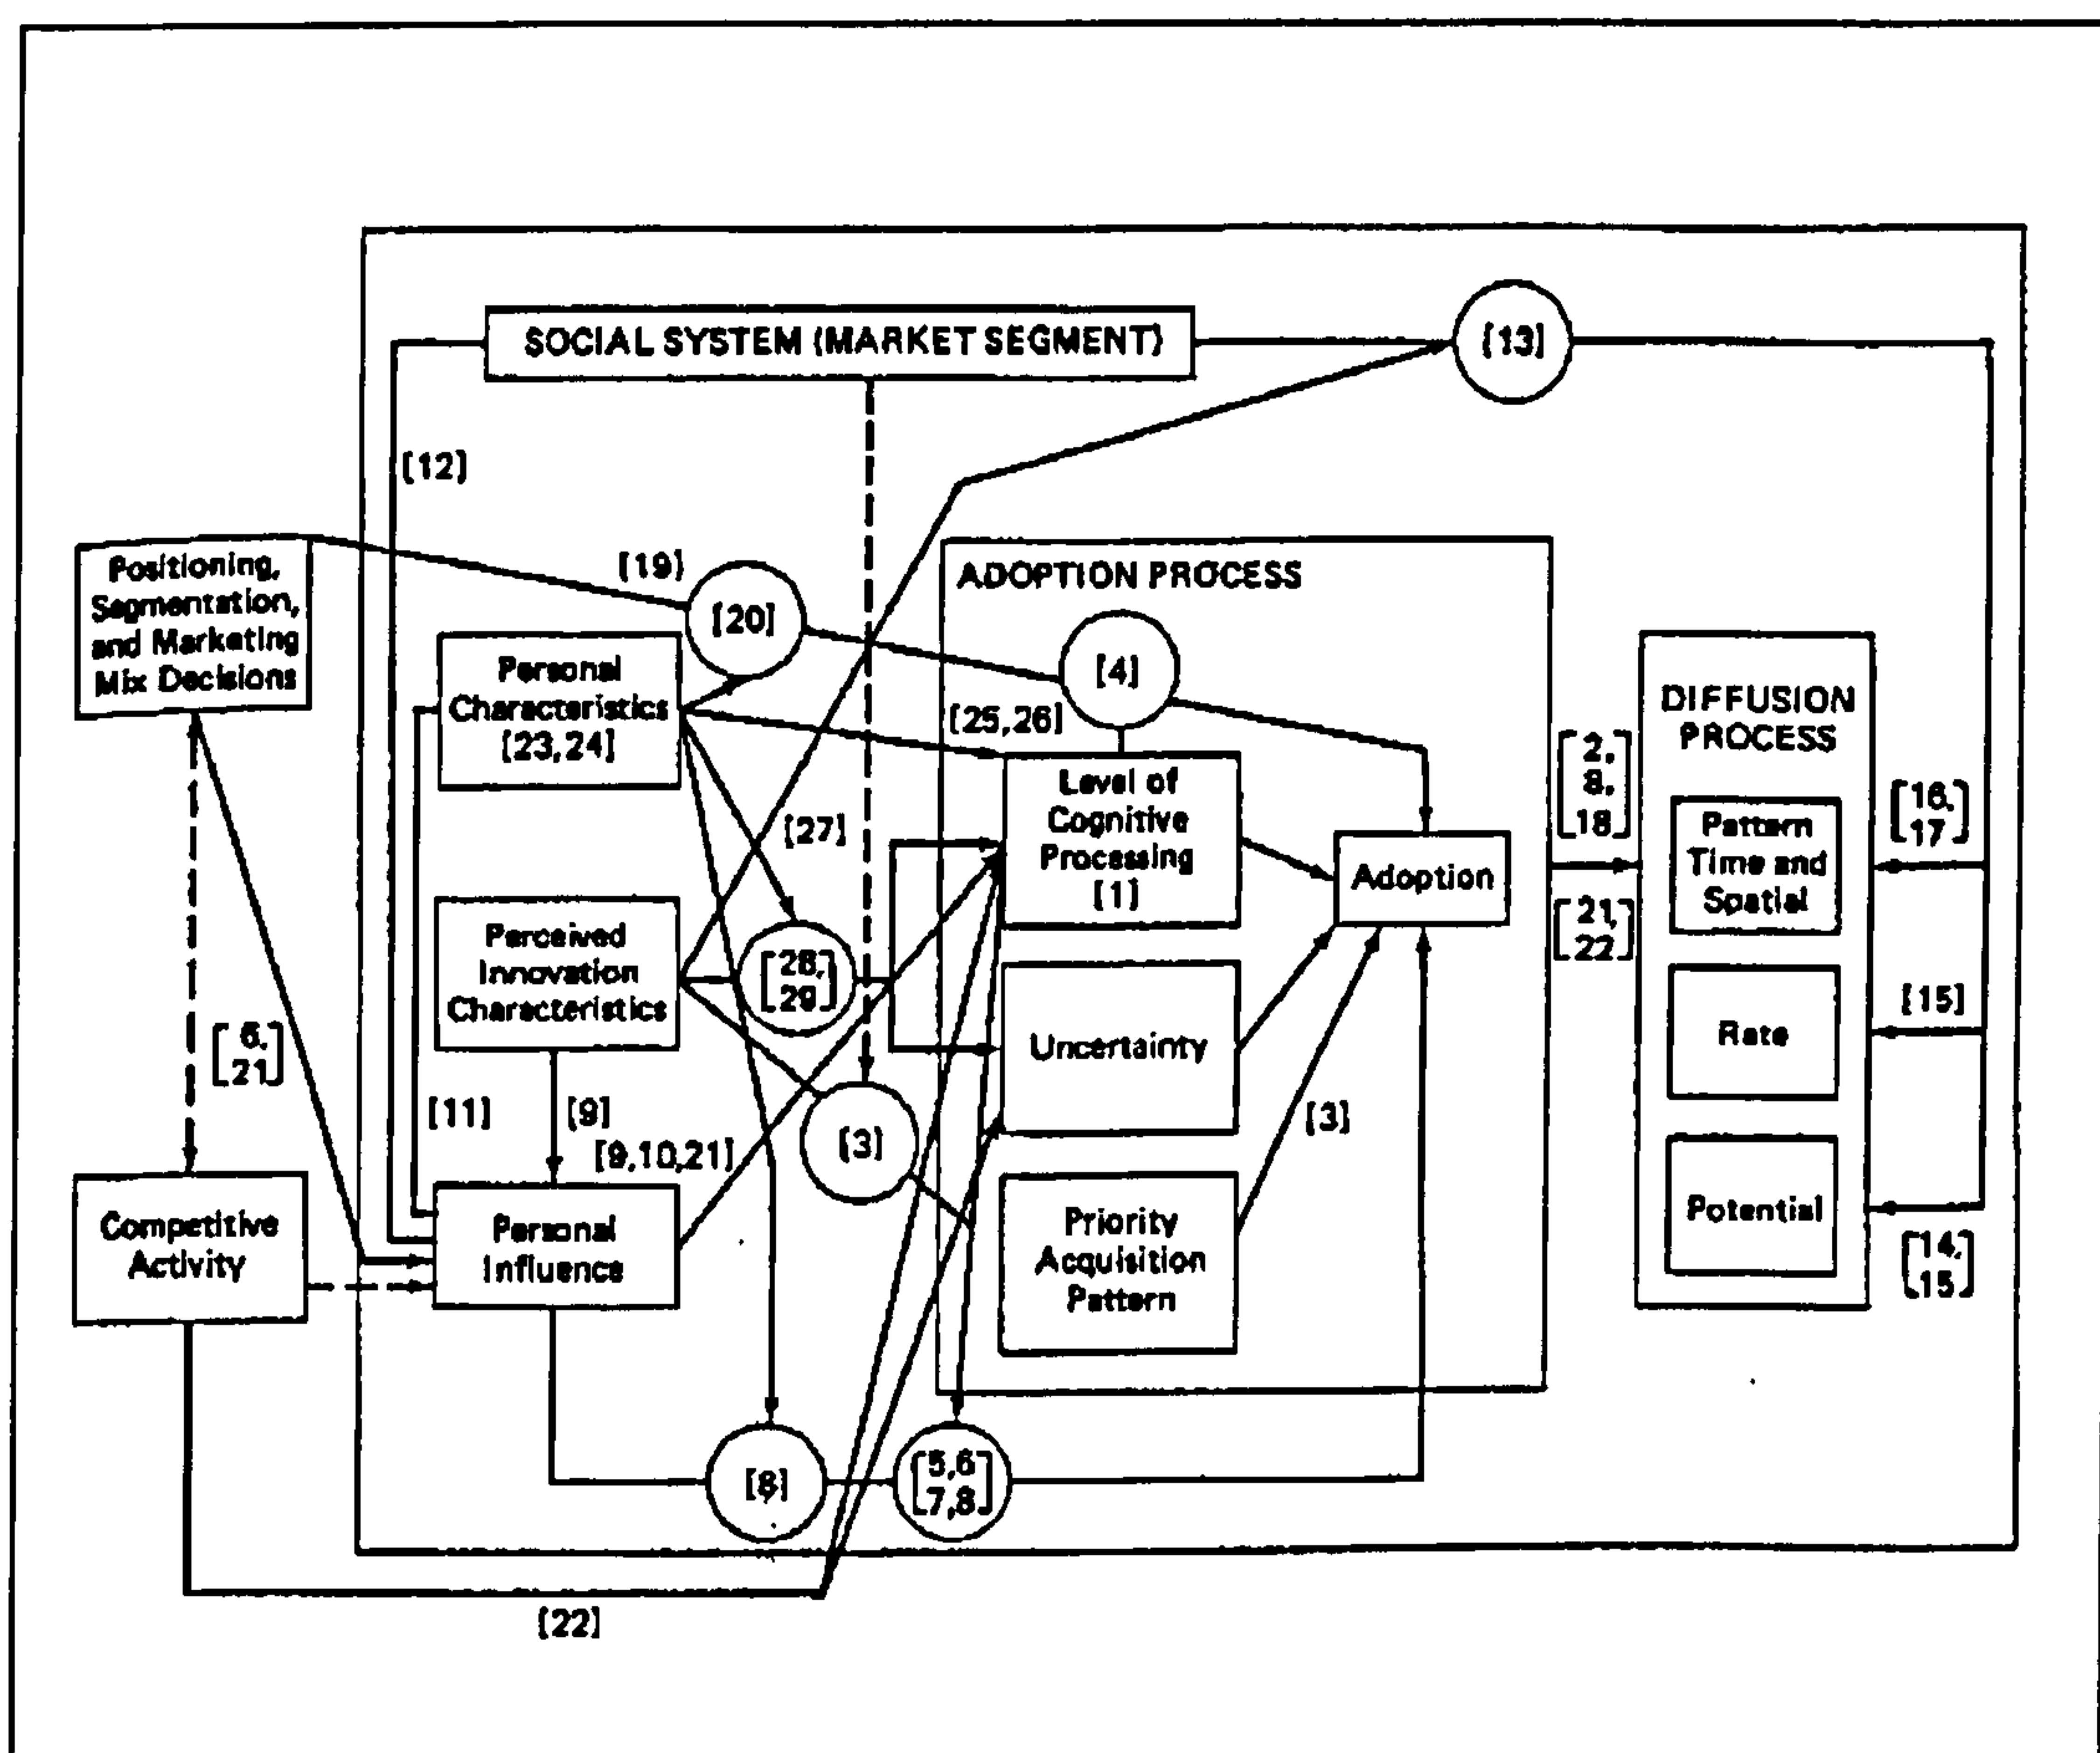 SOCIAL SYSTEM (MARKET SEGMENT)
[13]
[12]
Positioning,
Segmentation,
and Marketing
Mix Decisions
[19]
[20]
ADOPTION PROCESS
[4]
Personal
Characteristics
[23,24]
[25,26]
Level of
Cognitive
Processing
[1]
[27]
Adoption
[2,
8,
18]
[21,
22]
DIFFUSION
PROCESS
Pattern
Time and
Spatial
[16,
17]
Perceived
Innovation
Characteristics
[28,
29]
Uncertainty
Rate
[15]
[6,
21]
[11]
[9]
[9,10,21]
[3]
[3]
Competitive
Activity
Personal
Influence
Priority
Acquisition
Pattern
Potential
[14,
15]
[8]
[5,6
7,8]
[22]